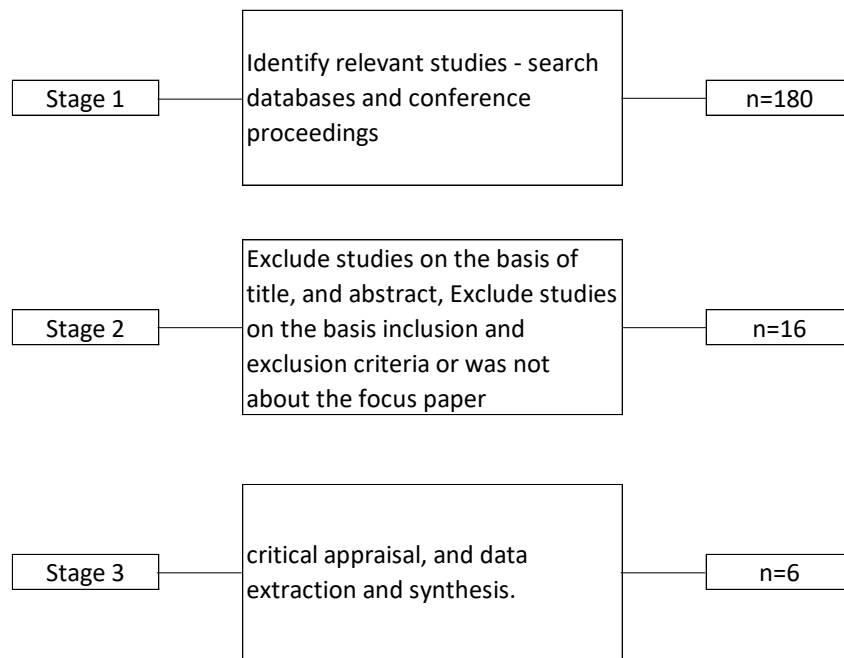 Stage 1
Identify relevant studies - search
databases and conference
proceedings
n=180
Stage 2
Exclude studies on the basis of
title, and abstract, Exclude studies
on the basis inclusion and
exclusion criteria or was not
about the focus paper
n=16
Stage 3
critical appraisal, and data
extraction and synthesis.
n=6